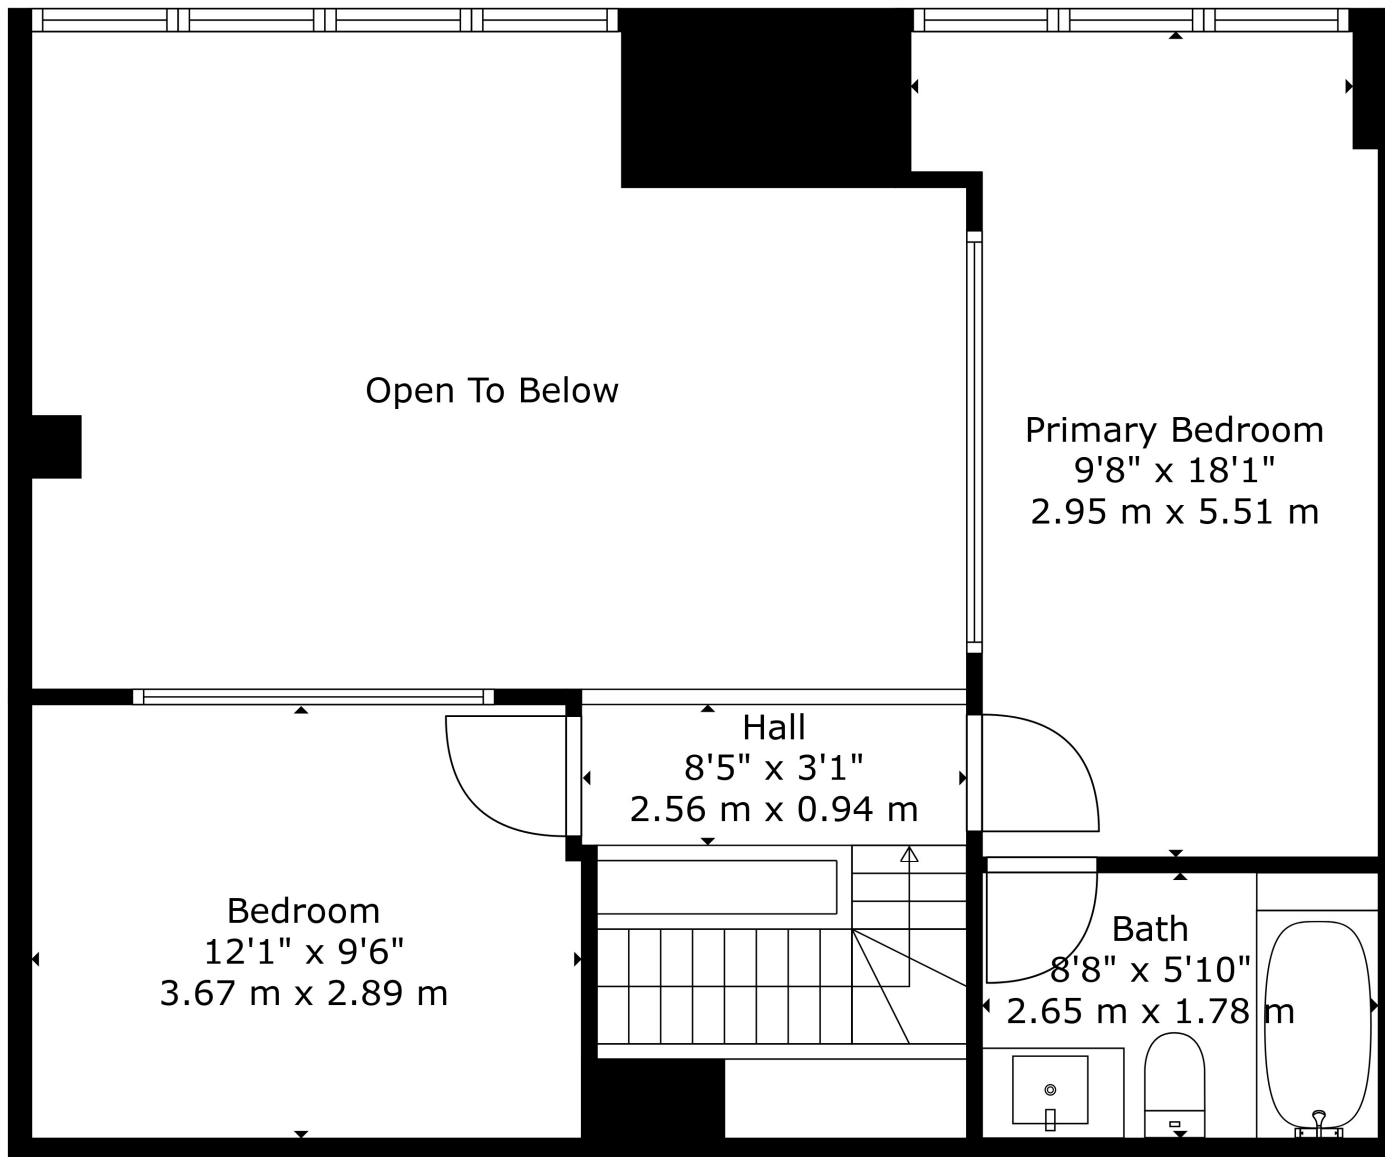 Open To Below
Primary Bedroom
9'8" x 18'1"
2.95 m x 5.51 m
Hall
8'5" x 3'1"
2.56 m x 0.94 m
Bedroom
12'1" x 9'6"
3.67 m x 2.89 m
Bath
8'8" x 5'10"
2.65 m x 1.78 m